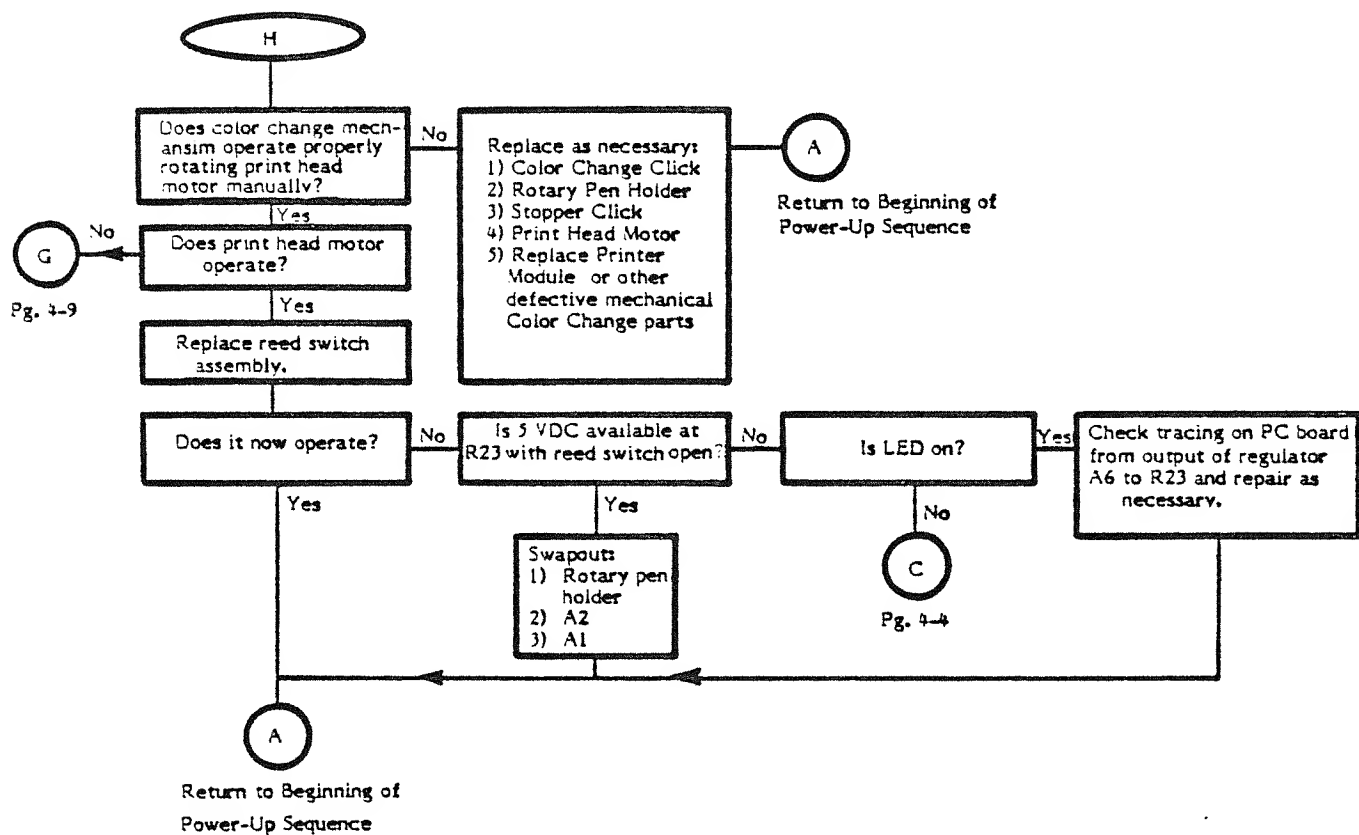 H
Does color change mech-
ansim operate properly
rotating print head
motor manually?
No
Replace as necessary:
1) Color Change Click
2) Rotary Pen Holder
3) Stopper Click
4) Print Head Motor
5) Replace Printer
Module or other
defective mechanical
Color Change parts
A
Return to Beginning of
Power-Up Sequence
Yes
No
G
Pg. 4-9
Does print head motor
operate?
Yes
Replace reed switch
assembly.
Does it now operate?
No
Is 5 VDC available at
R23 with reed switch open?
No
Is LED on?
Yes
Check tracing on PC board
from output of regulator
A6 to R23 and repair as
necessary.
Yes
Yes
No
Swapout:
1) Rotary pen
holder
2) A2
3) A1
C
Pg. 4-4
A
Return to Beginning of
Power-Up Sequence